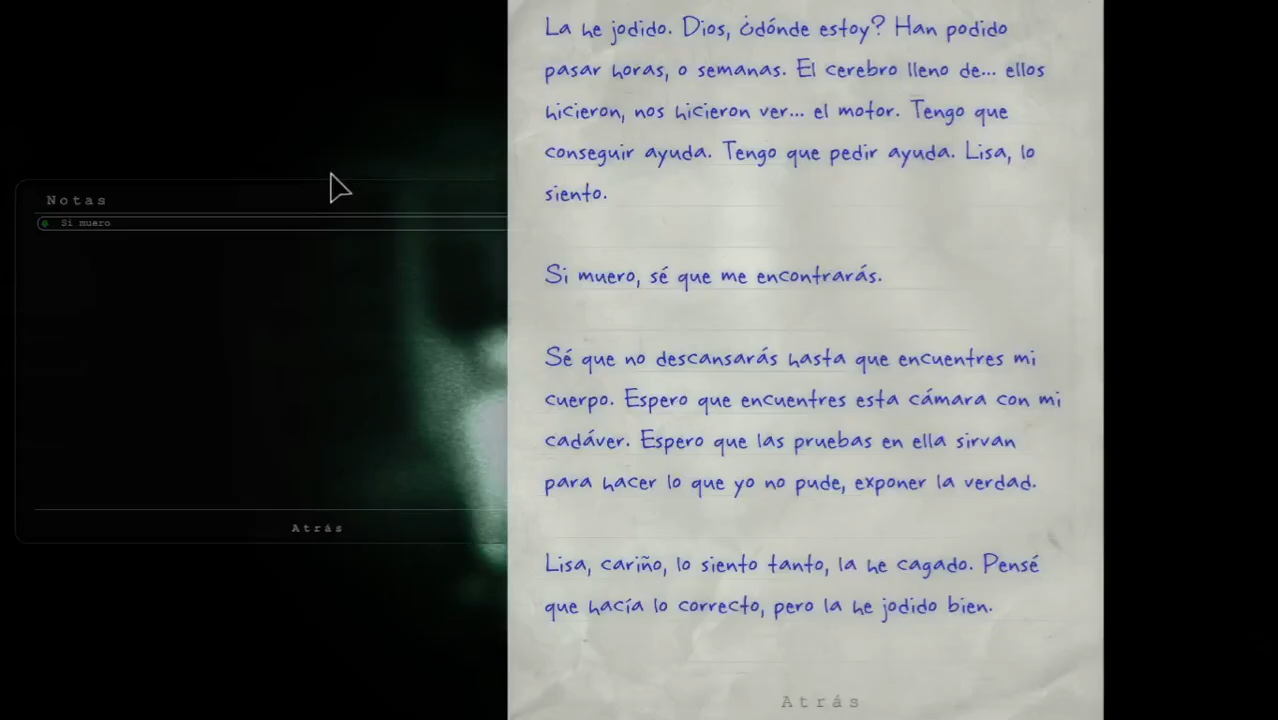 Notas
Si muero
Atrás
La he jodido. Dios, ¿dónde estoy? Han podido
pasar horas, o semanas. El cerebro lleno de... ellos
hicieron, nos hicieron ver... el motor. Tengo que
conseguir ayuda. Tengo que pedir ayuda. Lisa, lo
siento.
Si muero, sé que me encontrarás.
Sé que no descansarás hasta que encuentres mi
cuerpo. Espero que encuentres esta cámara con mi
cadáver. Espero que las pruebas en ella sirvan
para hacer lo que yo no pude, exponer la verdad.
Lisa, cariño, lo siento tanto, la he cagado. Pensé
que hacía lo correcto, pero la he jodido bien.
Atrás